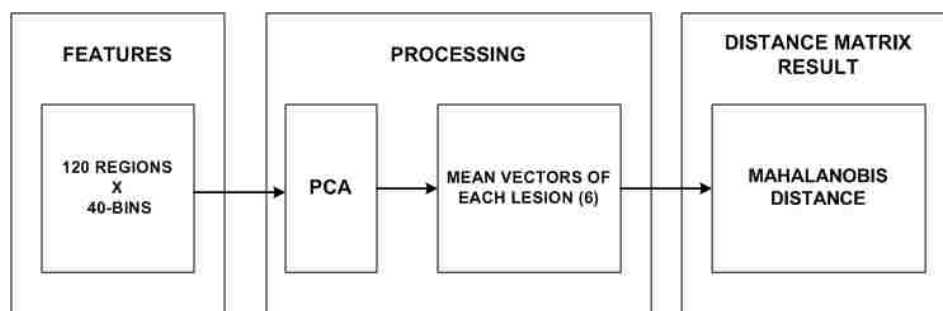 FEATURES
120 REGIONS
X
40-BINS
PROCESSING
PCA
MEAN VECTORS OF
EACH LESION (6)
DISTANCE MATRIX
RESULT
MAHALANOBIS
DISTANCE